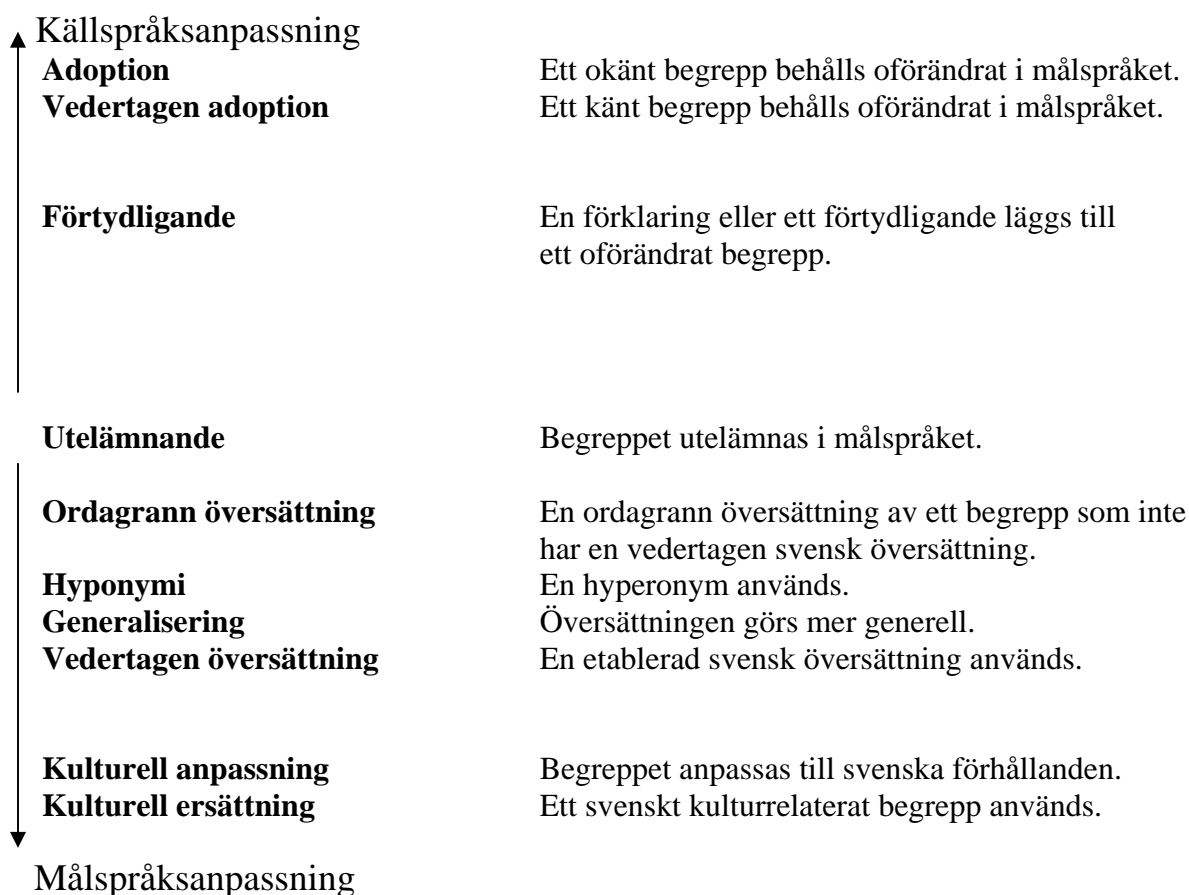 Källspråksanpassning
Adoption Ett okänt begrepp behålls oförändrat i målspråket.
Vedertagen adoption Ett känt begrepp behålls oförändrat i målspråket.
Förtydligande En förklaring eller ett förtydligande läggs till
ett oförändrat begrepp.
Utelämnande Begreppet utelämnas i målspråket.
Ordagrann översättning En ordagrann översättning av ett begrepp som inte
har en vedertagen svensk översättning.
Hyponymi En hyperonym används.
Generalisering Översättningen görs mer generell.
Vedertagen översättning En etablerad svensk översättning används.
Kulturell anpassning Begreppet anpassas till svenska förhållanden.
Kulturell ersättning Ett svenskt kulturrelaterat begrepp används.
Målspråksanpassning